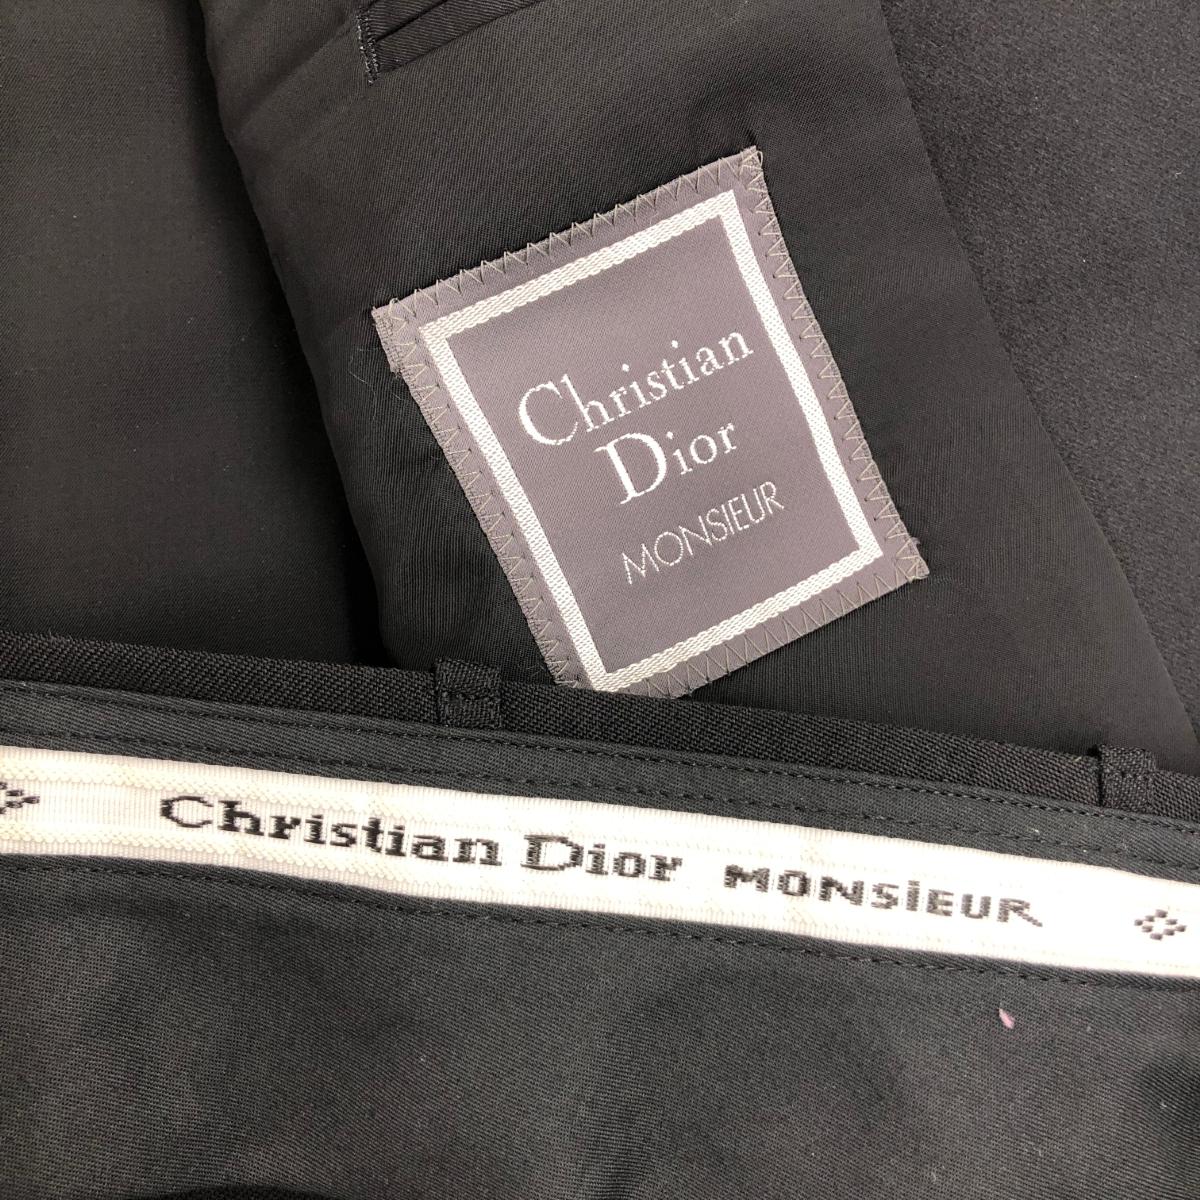 Christian
Dior
MONSIEUR
Christian Dior MONSIEUR